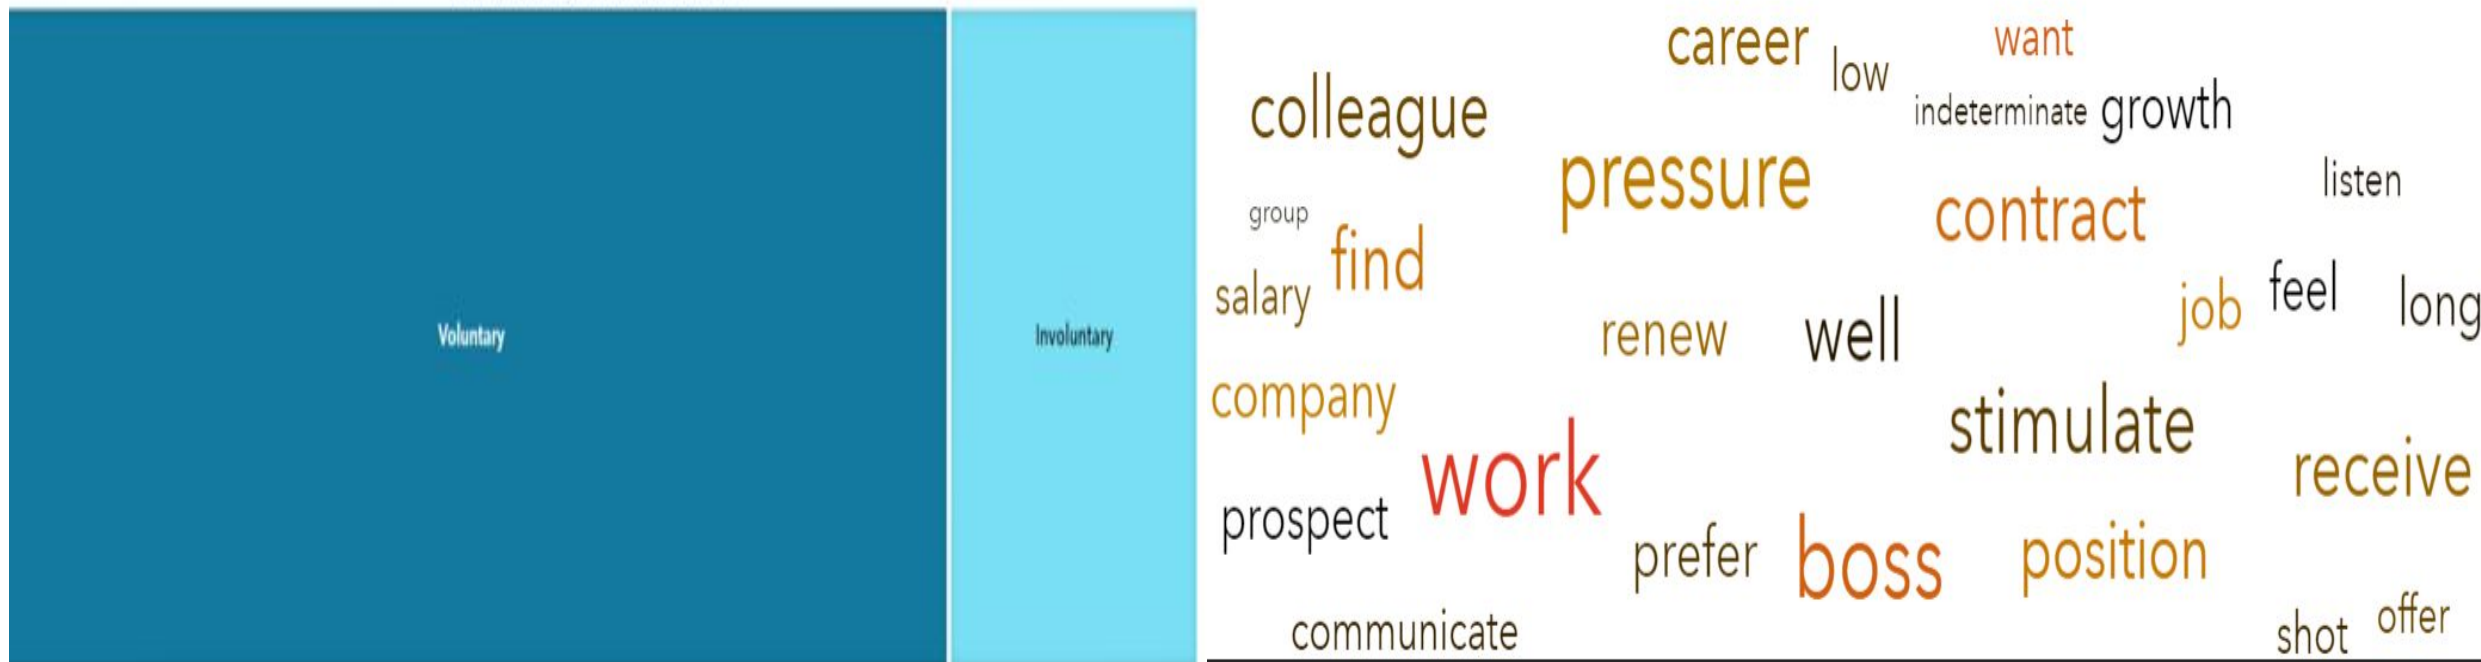 Voluntary
Involuntary
career
low
want
colleague
indeterminate
growth
pressure
listen
contract
group
find
salary
job
feel
long
renew
well
company
stimulate
work
receive
prospect
prefer
boss
position
communicate
shot
offer